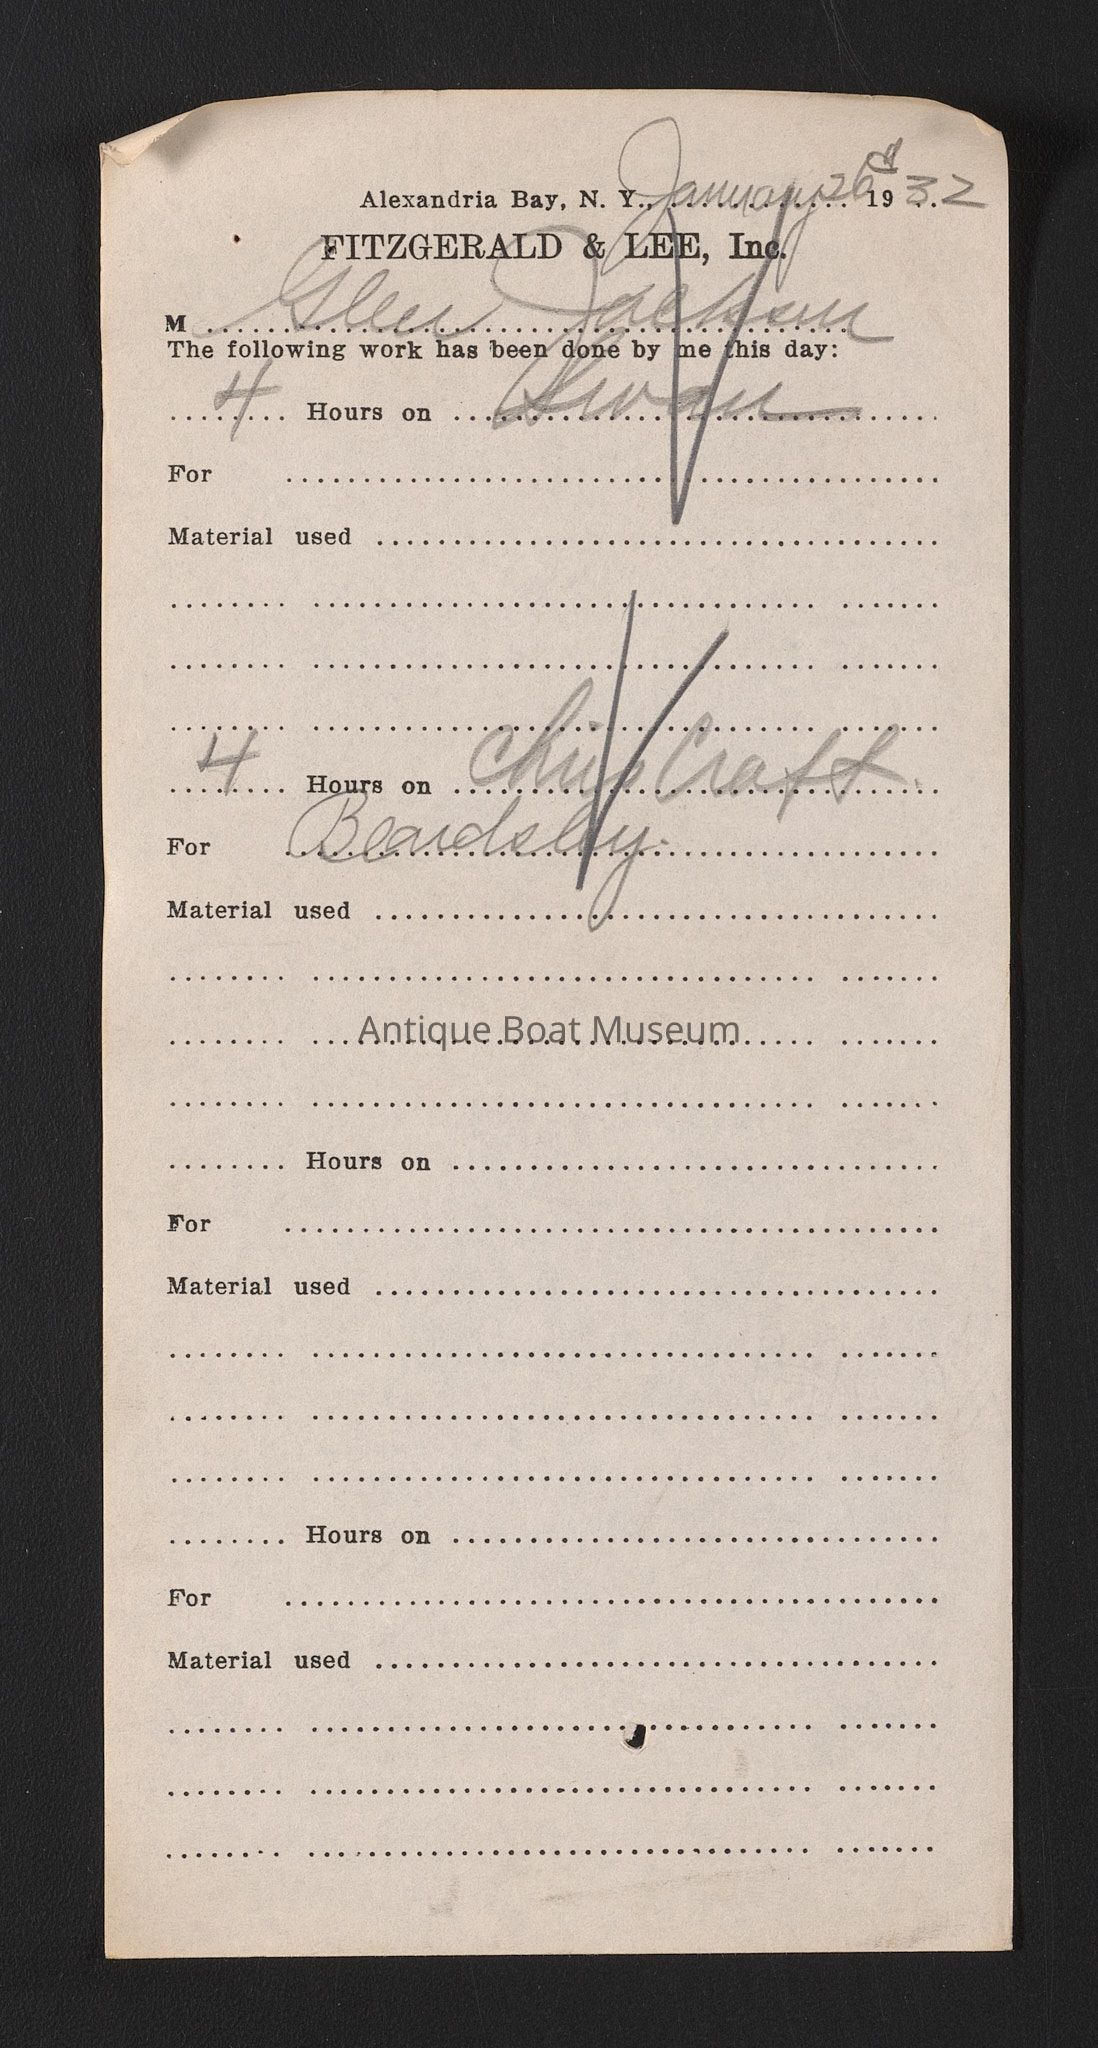 Alexandria Bay, N. Y., January 26 1932
FITZGERALD & LEE, Inc.
M Glen Jackson
The following work has been done by me this day:
4 Hours on Swan
For
Material used
4 Hours on Chris Craft
For Beardsley.
Material used
Antique Boat Museum
Hours on
For
Material used
Hours on
For
Material used